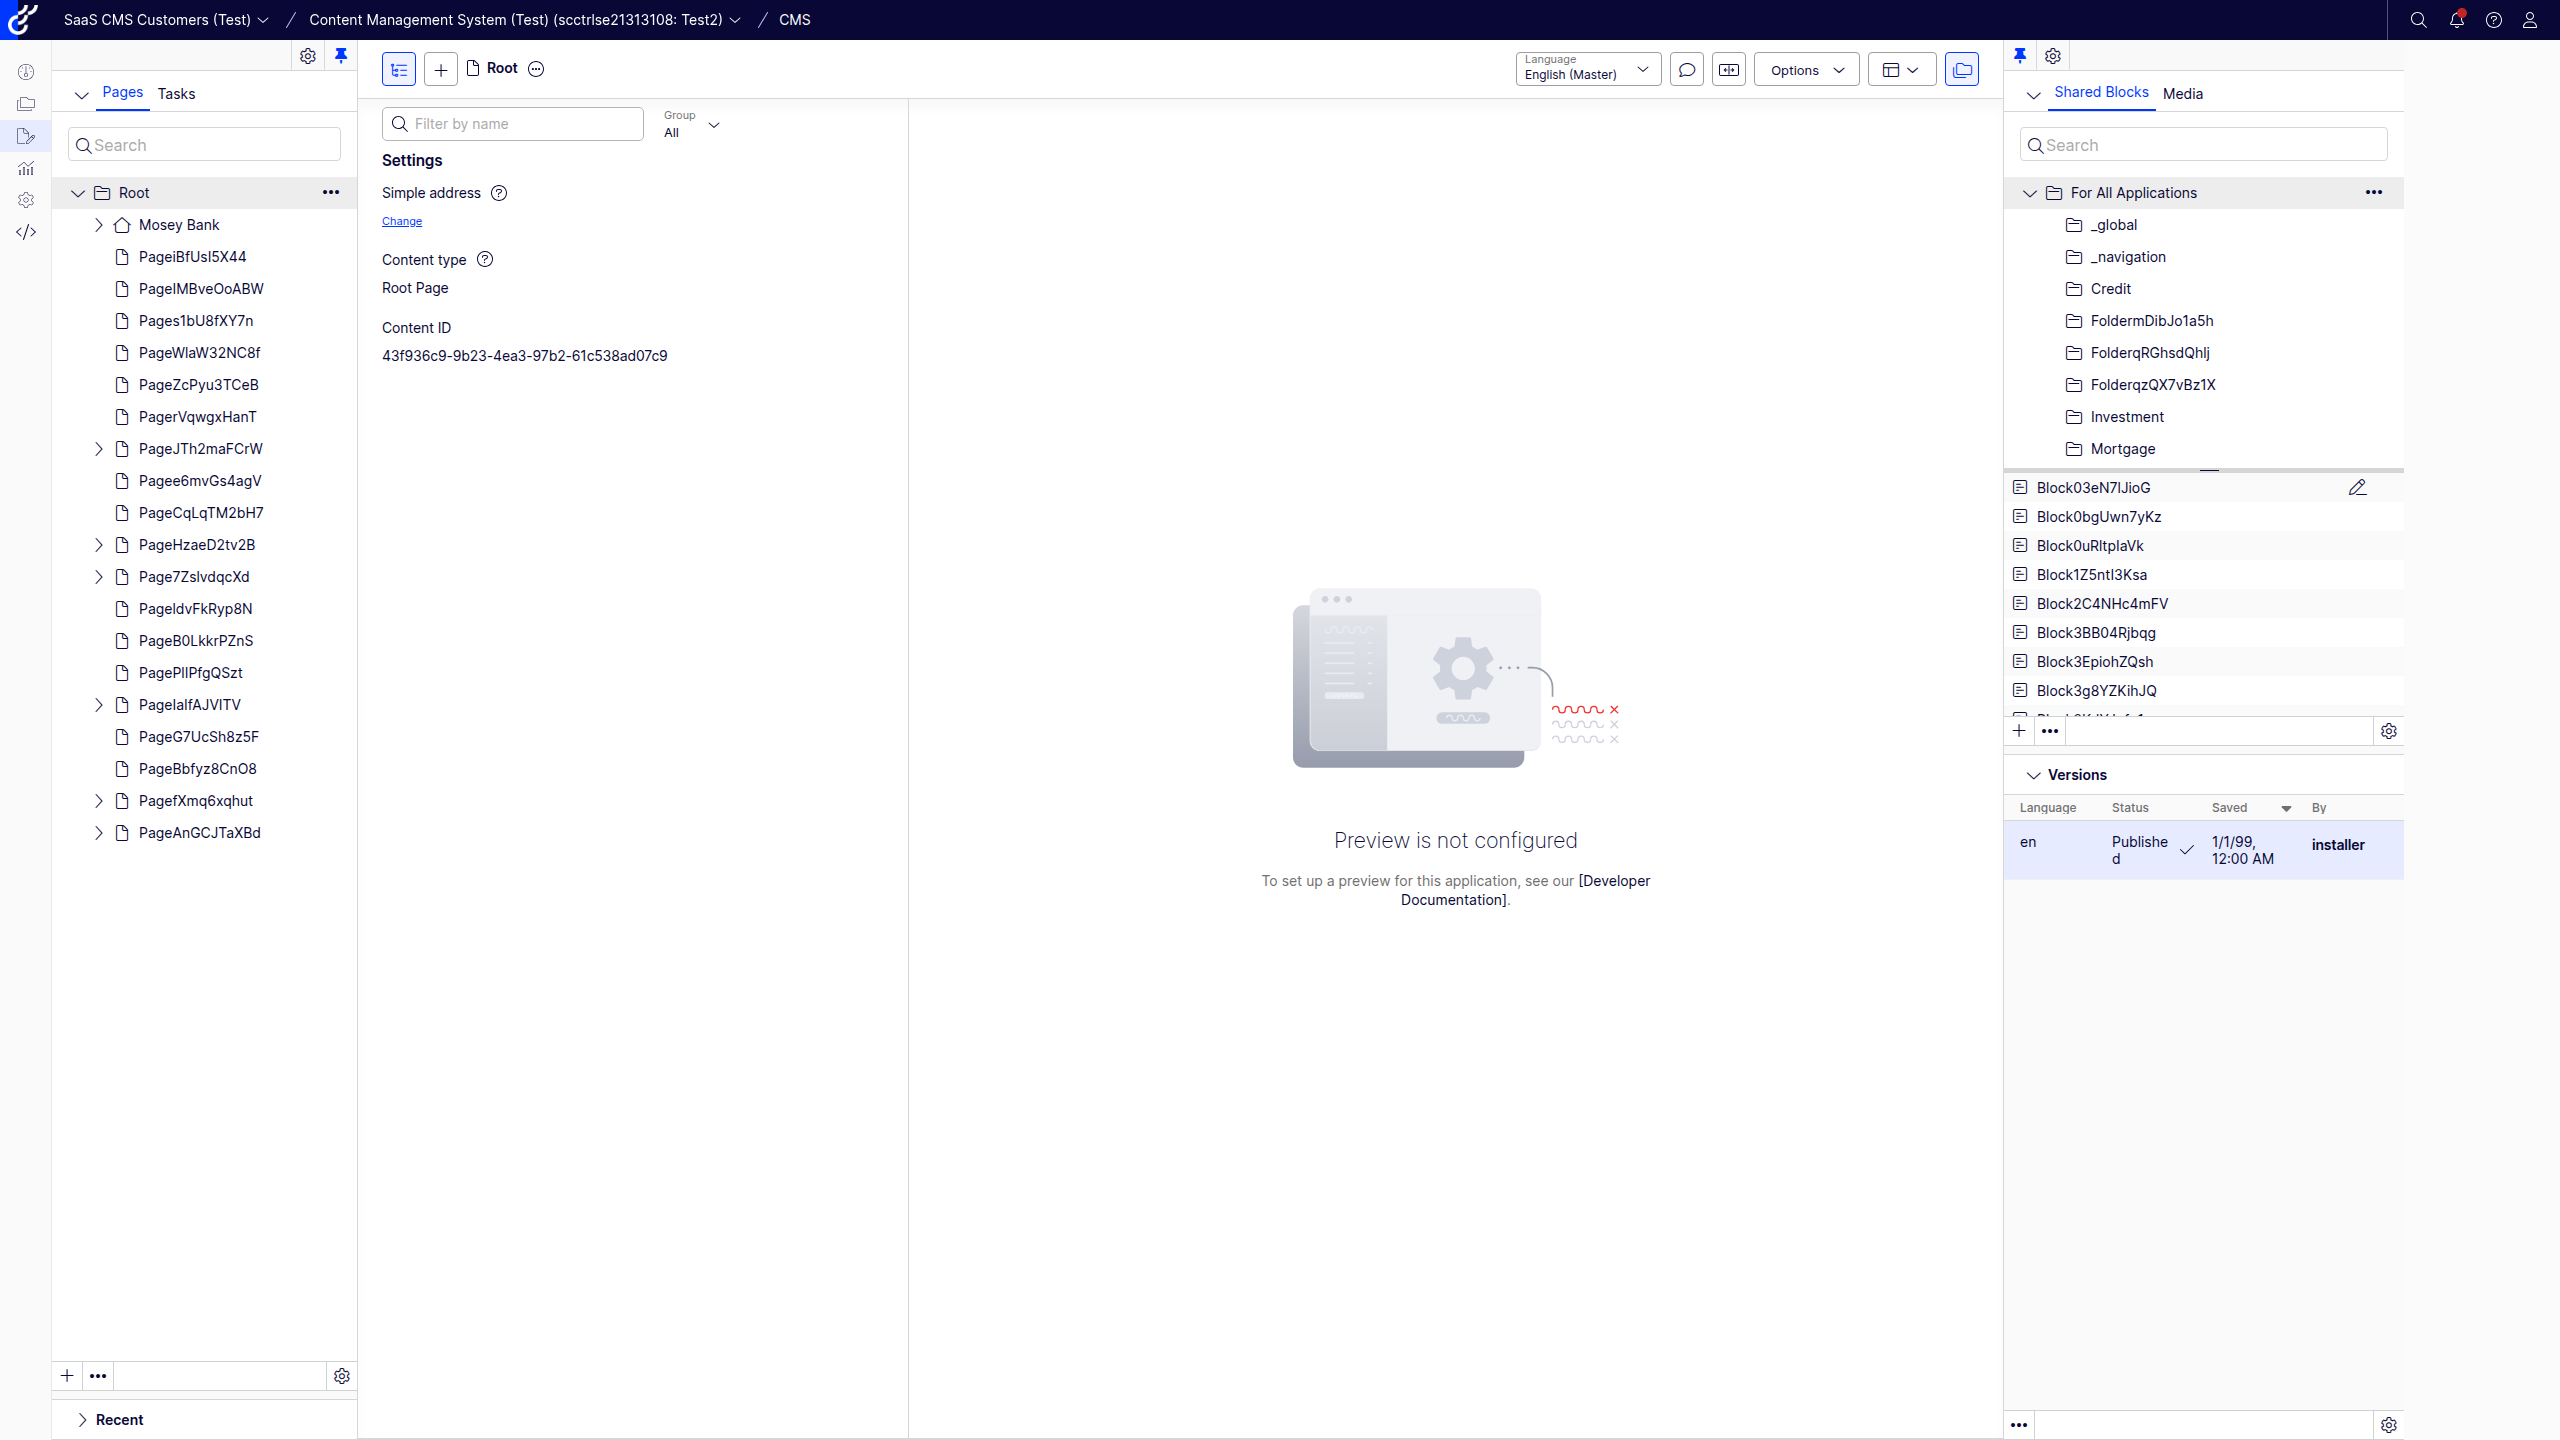 SaaS CMS Customers (Test) / Content Management System (Test) (scctrlse21313108: Test2) / CMS
Pages Tasks
Search
Root
Mosey Bank
PageiBfUsI5X44
PageIMBveOoABW
Pages1bU8fXY7n
PageWlaW32NC8f
PageZcPyu3TCeB
PagerVqwgxHanT
PageJTh2maFCrW
Pagee6mvGs4agV
PageCqLqTM2bH7
PageHzaeD2tv2B
Page7ZslvdqcXd
PageldvFkRyp8N
PageB0LkkrPZnS
PagePIlPfgQSzt
PageIalfAJVITV
PageG7UcSh8z5F
PageBbfyz8CnO8
PagefXmq6xqhut
PageAnGCJTaXBd
Recent
Root
Language
English (Master)
Options
Filter by name
Group
All
Settings
Simple address
Change
Content type
Root Page
Content ID
43f936c9-9b23-4ea3-97b2-61c538ad07c9
Preview is not configured
To set up a preview for this application, see our [Developer
Documentation].
Shared Blocks Media
Search
For All Applications
_global
_navigation
Credit
FoldermDibJo1a5h
FolderqRGhsdQhlj
FolderqzQX7vBz1X
Investment
Mortgage
Block03eN7lJioG
Block0bgUwn7yKz
Block0uRltplaVk
Block1Z5ntI3Ksa
Block2C4NHc4mFV
Block3BB04Rjbqg
Block3EpiohZQsh
Block3g8YZKihJQ
Versions
Language Status Saved By
en Publishe 1/1/99, installer
d 12:00 AM